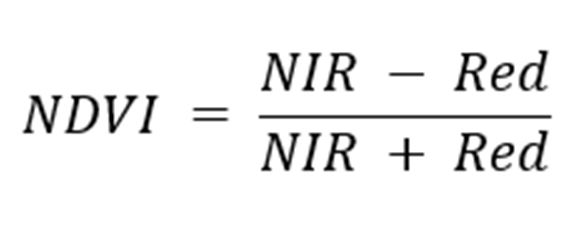 NDVI = NIR − Red
NIR + Red